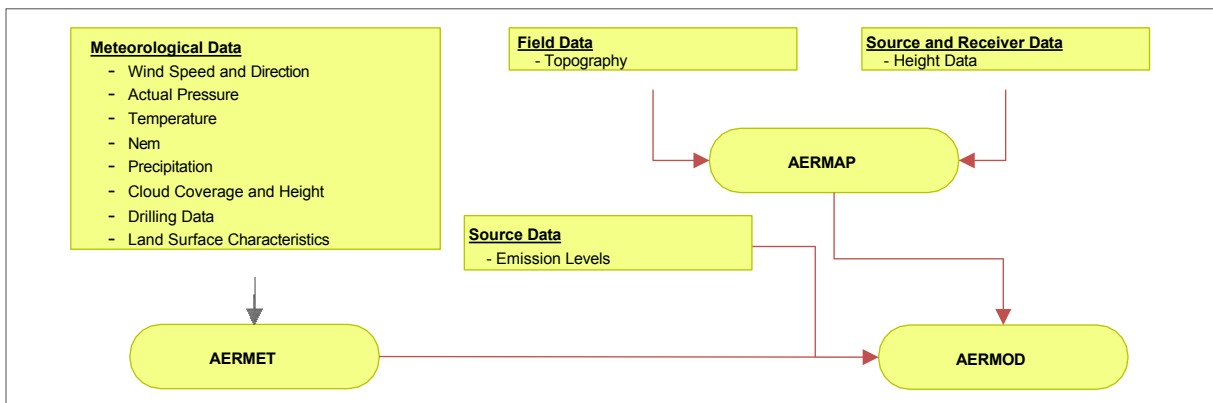 Meteorological Data
- Wind Speed and Direction
- Actual Pressure
- Temperature
- Nem
- Precipitation
- Cloud Coverage and Height
- Drilling Data
- Land Surface Characteristics
Field Data
- Topography
Source and Receiver Data
- Height Data
AERMAP
Source Data
- Emission Levels
AERMET
AERMOD